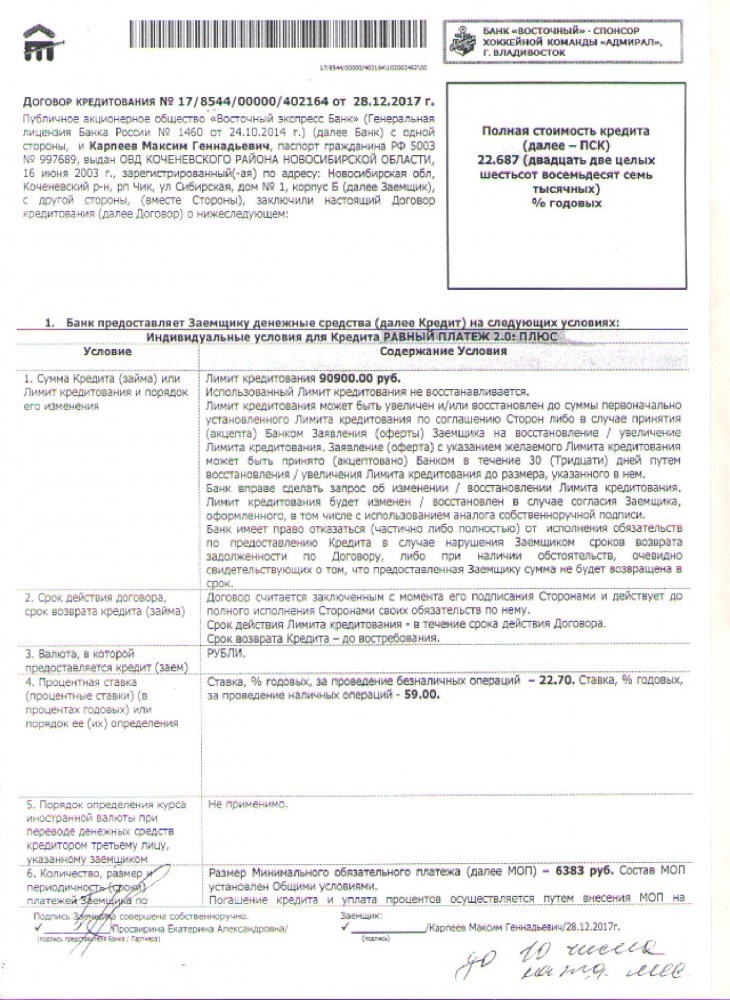 БАНК «ВОСТОЧНЫЙ» - СПОНСОР
ХОККЕЙНОЙ КОМАНДЫ «АДМИРАЛ»,
Г. ВЛАДИВОСТОК
ДОГОВОР КРЕДИТОВАНИЯ № 17/8544/00000/402164 от 28.12.2017 г.
Публичное акционерное общество «Восточный экспресс Банк» (Генеральная
лицензия Банка России № 1460 от 24.10.2014 г.) (далее Банк) с одной
стороны, и Карпеев Максим Геннадьевич, паспорт гражданина РФ 5003
№ 997689, выдан ОВД КОЧЕНЕВСКОГО РАЙОНА НОВОСИБИРСКОЙ ОБЛАСТИ,
16 июня 2003 г., зарегистрированный(-ая) по адресу: Новосибирская обл,
Коченевский р-н, рп Чик, ул Сибирская, дом № 1, корпус Б (далее Заемщик),
с другой стороны, (вместе Стороны), заключили настоящий Договор
кредитования (далее Договор) о нижеследующем:
Полная стоимость кредита
(далее – ПСК)
22.687 (двадцать две целых
шестьсот восемьдесят семь
тысячных)
% годовых
1. Банк предоставляет Заемщику денежные средства (далее Кредит) на следующих условиях:
Индивидуальные условия для Кредита РАВНЫЙ ПЛАТЕЖ 2.0: ПЛЮС
Условие
Содержание Условия
1. Сумма Кредита (займа) или
Лимит кредитования и порядок
его изменения
Лимит кредитования 90900.00 руб.
Использованный Лимит кредитования не восстанавливается.
Лимит кредитования может быть увеличен и/или восстановлен до суммы первоначально
установленного Лимита кредитования по соглашению Сторон либо в случае принятия
(акцепта) Банком Заявления (оферты) Заемщика на восстановление / увеличение
Лимита кредитования. Заявление (оферта) с указанием желаемого Лимита кредитования
может быть принято (акцептовано) Банком в течение 30 (Тридцати) дней путем
восстановления / увеличения Лимита кредитования до размера, указанного в нем.
Банк вправе сделать запрос об изменении / восстановлении Лимита кредитования.
Лимит кредитования будет изменен / восстановлен в случае согласия Заемщика,
оформленного, в том числе с использованием аналога собственноручной подписи.
Банк имеет право отказаться (частично либо полностью) от исполнения обязательств
по предоставлению Кредита в случае нарушения Заемщиком сроков возврата
задолженности по Договору, либо при наличии обстоятельств, очевидно
свидетельствующих о том, что предоставленная Заемщику сумма не будет возвращена в
срок.
2. Срок действия договора,
срок возврата кредита (займа)
Договор считается заключенным с момента его подписания Сторонами и действует до
полного исполнения Сторонами своих обязательств по нему.
Срок действия Лимита кредитования - в течение срока действия Договора.
Срок возврата Кредита – до востребования.
3. Валюта, в которой
предоставляется кредит (заем)
РУБЛИ.
4. Процентная ставка
(процентные ставки) (в
процентах годовых) или
порядок ее (их) определения
Ставка, % годовых, за проведение безналичных операций – 22.70. Ставка, % годовых,
за проведение наличных операций - 59.00.
5. Порядок определения курса
иностранной валюты при
переводе денежных средств
кредитором третьему лицу,
указанному заемщиком
Не применимо.
6. Количество, размер и
периодичность (сроки)
платежей Заемщика по
Размер Минимального обязательного платежа (далее МОП) – 6383 руб. Состав МОП
установлен Общими условиями.
Погашение кредита и уплата процентов осуществляется путем внесения МОП на
Подпись Заемщика совершена собственноручно.
/Просвирина Екатерина Александровна/
(подпись представителя Банка / Партнера)
Заемщик:
/Карпеев Максим Геннадьевич/28.12.2017г.
(подпись)
до 10 числа
мес.